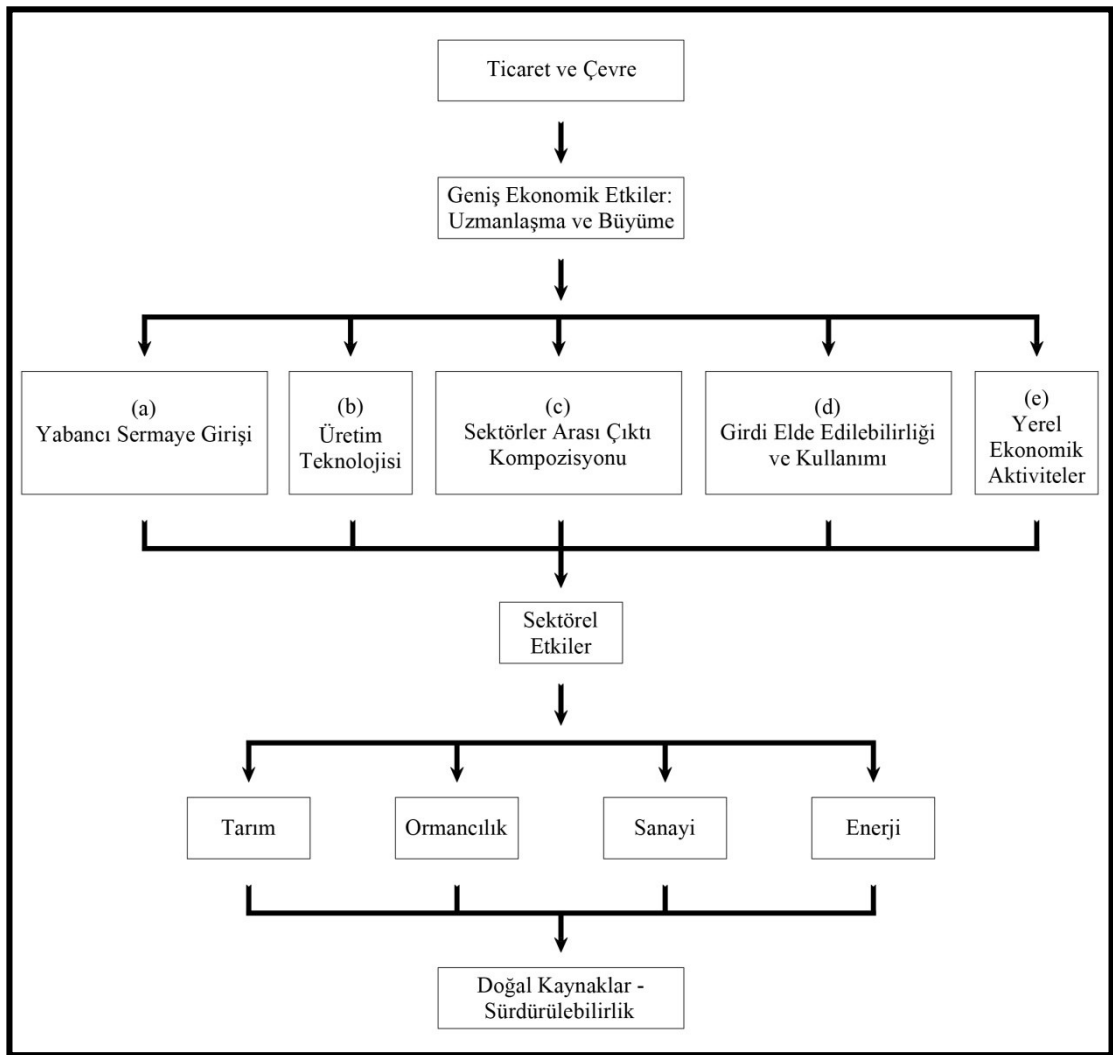 Ticaret ve Çevre
Geniş Ekonomik Etkiler:
Uzmanlaşma ve Büyüme
(a)
Yabancı Sermaye Girişi
(b)
Üretim
Teknolojisi
(c)
Sektörler Arası Çıktı
Kompozisyonu
(d)
Girdi Elde Edilebilirliği
ve Kullanımı
(e)
Yerel
Ekonomik
Aktiviteler
Sektörel
Etkiler
Tarım
Ormancılık
Sanayi
Enerji
Doğal Kaynaklar -
Sürdürülebilirlik